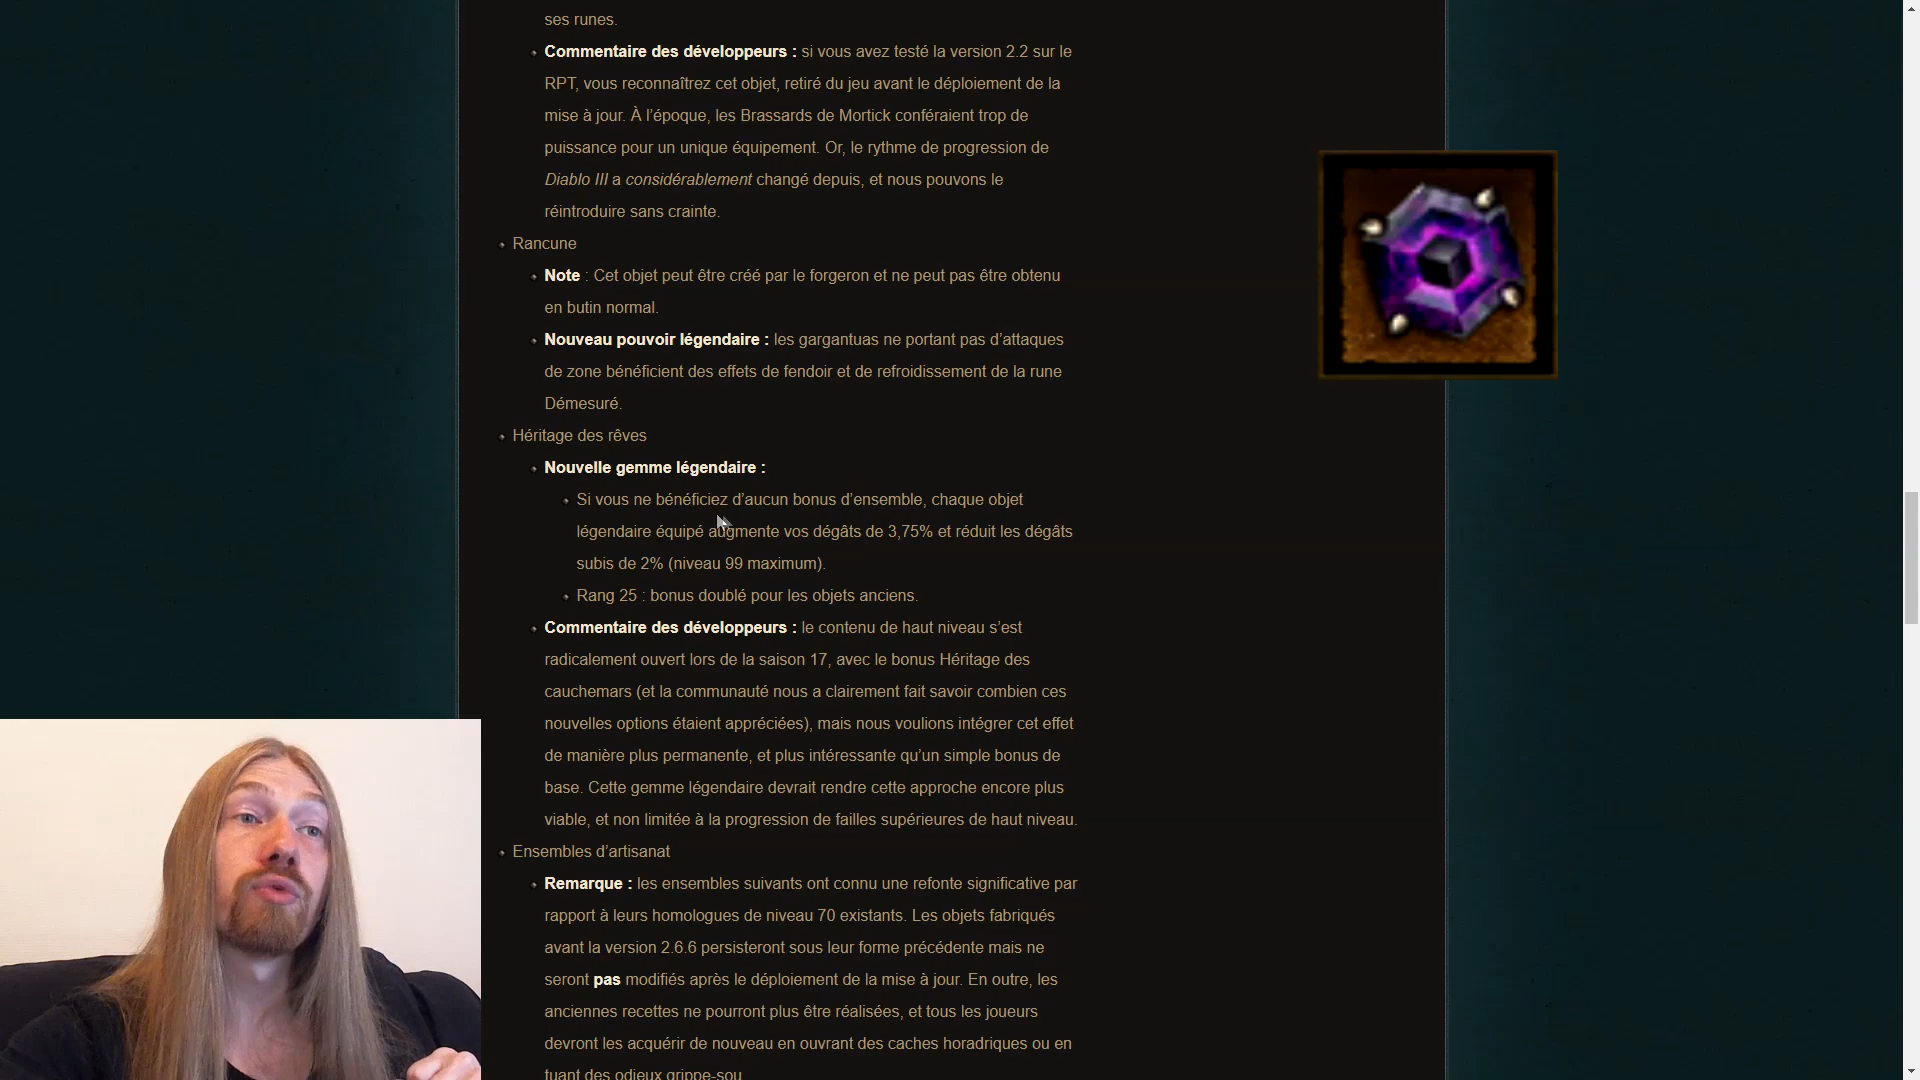 ses runes.
Commentaire des développeurs : si vous avez testé la version 2.2 sur le
RPT, vous reconnaîtrez cet objet, retiré du jeu avant le déploiement de la
mise à jour. À l’époque, les Brassards de Mortick conféraient trop de
puissance pour un unique équipement. Or, le rythme de progression de
Diablo III a considérablement changé depuis, et nous pouvons le
réintroduire sans crainte.
Rancune
Note : Cet objet peut être créé par le forgeron et ne peut pas être obtenu
en butin normal.
Nouveau pouvoir légendaire : les gargantuas ne portant pas d’attaques
de zone bénéficient des effets de fendoir et de refroidissement de la rune
Démesuré.
Héritage des rêves
Nouvelle gemme légendaire :
Si vous ne bénéficiez d’aucun bonus d’ensemble, chaque objet
légendaire équipé augmente vos dégâts de 3,75% et réduit les dégâts
subis de 2% (niveau 99 maximum).
Rang 25 : bonus doublé pour les objets anciens.
Commentaire des développeurs : le contenu de haut niveau s’est
radicalement ouvert lors de la saison 17, avec le bonus Héritage des
cauchemars (et la communauté nous a clairement fait savoir combien ces
nouvelles options étaient appréciées), mais nous voulions intégrer cet effet
de manière plus permanente, et plus intéressante qu’un simple bonus de
base. Cette gemme légendaire devrait rendre cette approche encore plus
viable, et non limitée à la progression de failles supérieures de haut niveau.
Ensembles d’artisanat
Remarque : les ensembles suivants ont connu une refonte significative par
rapport à leurs homologues de niveau 70 existants. Les objets fabriqués
avant la version 2.6.6 persisteront sous leur forme précédente mais ne
seront pas modifiés après le déploiement de la mise à jour. En outre, les
anciennes recettes ne pourront plus être réalisées, et tous les joueurs
devront les acquérir de nouveau en ouvrant des caches horadriques ou en
tuant des odieux grippe-sou